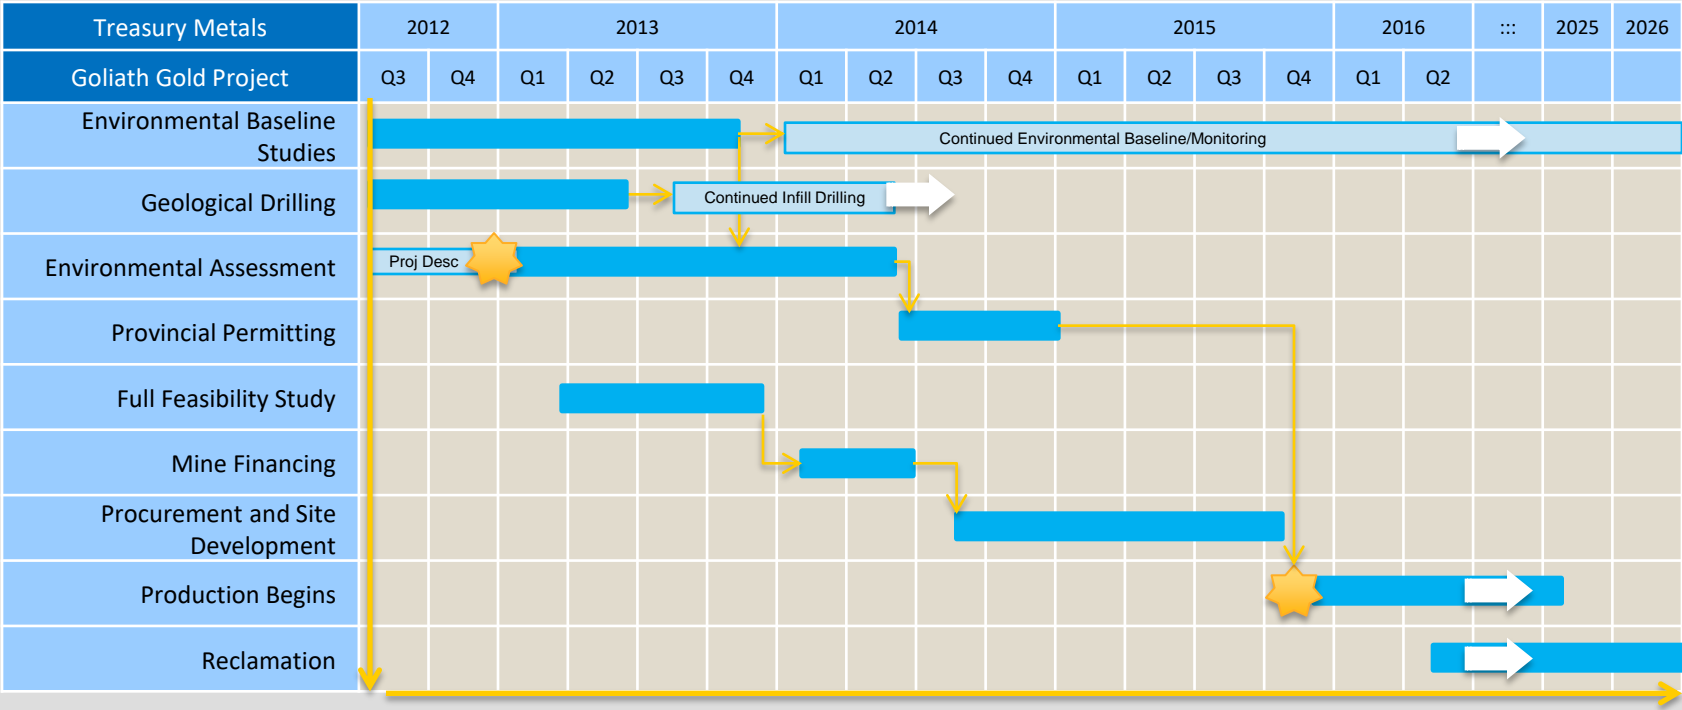 Treasury Metals 2012 2013 2014 2015 2016 ::: 2025 2026
Goliath Gold Project Q3 Q4 Q1 Q2 Q3 Q4 Q1 Q2 Q3 Q4 Q1 Q2 Q3 Q4 Q1 Q2
Environmental Baseline
Studies
Continued Environmental Baseline/Monitoring
Geological Drilling
Continued Infill Drilling
Environmental Assessment
Proj Desc
Provincial Permitting
Full Feasibility Study
Mine Financing
Procurement and Site
Development
Production Begins
Reclamation